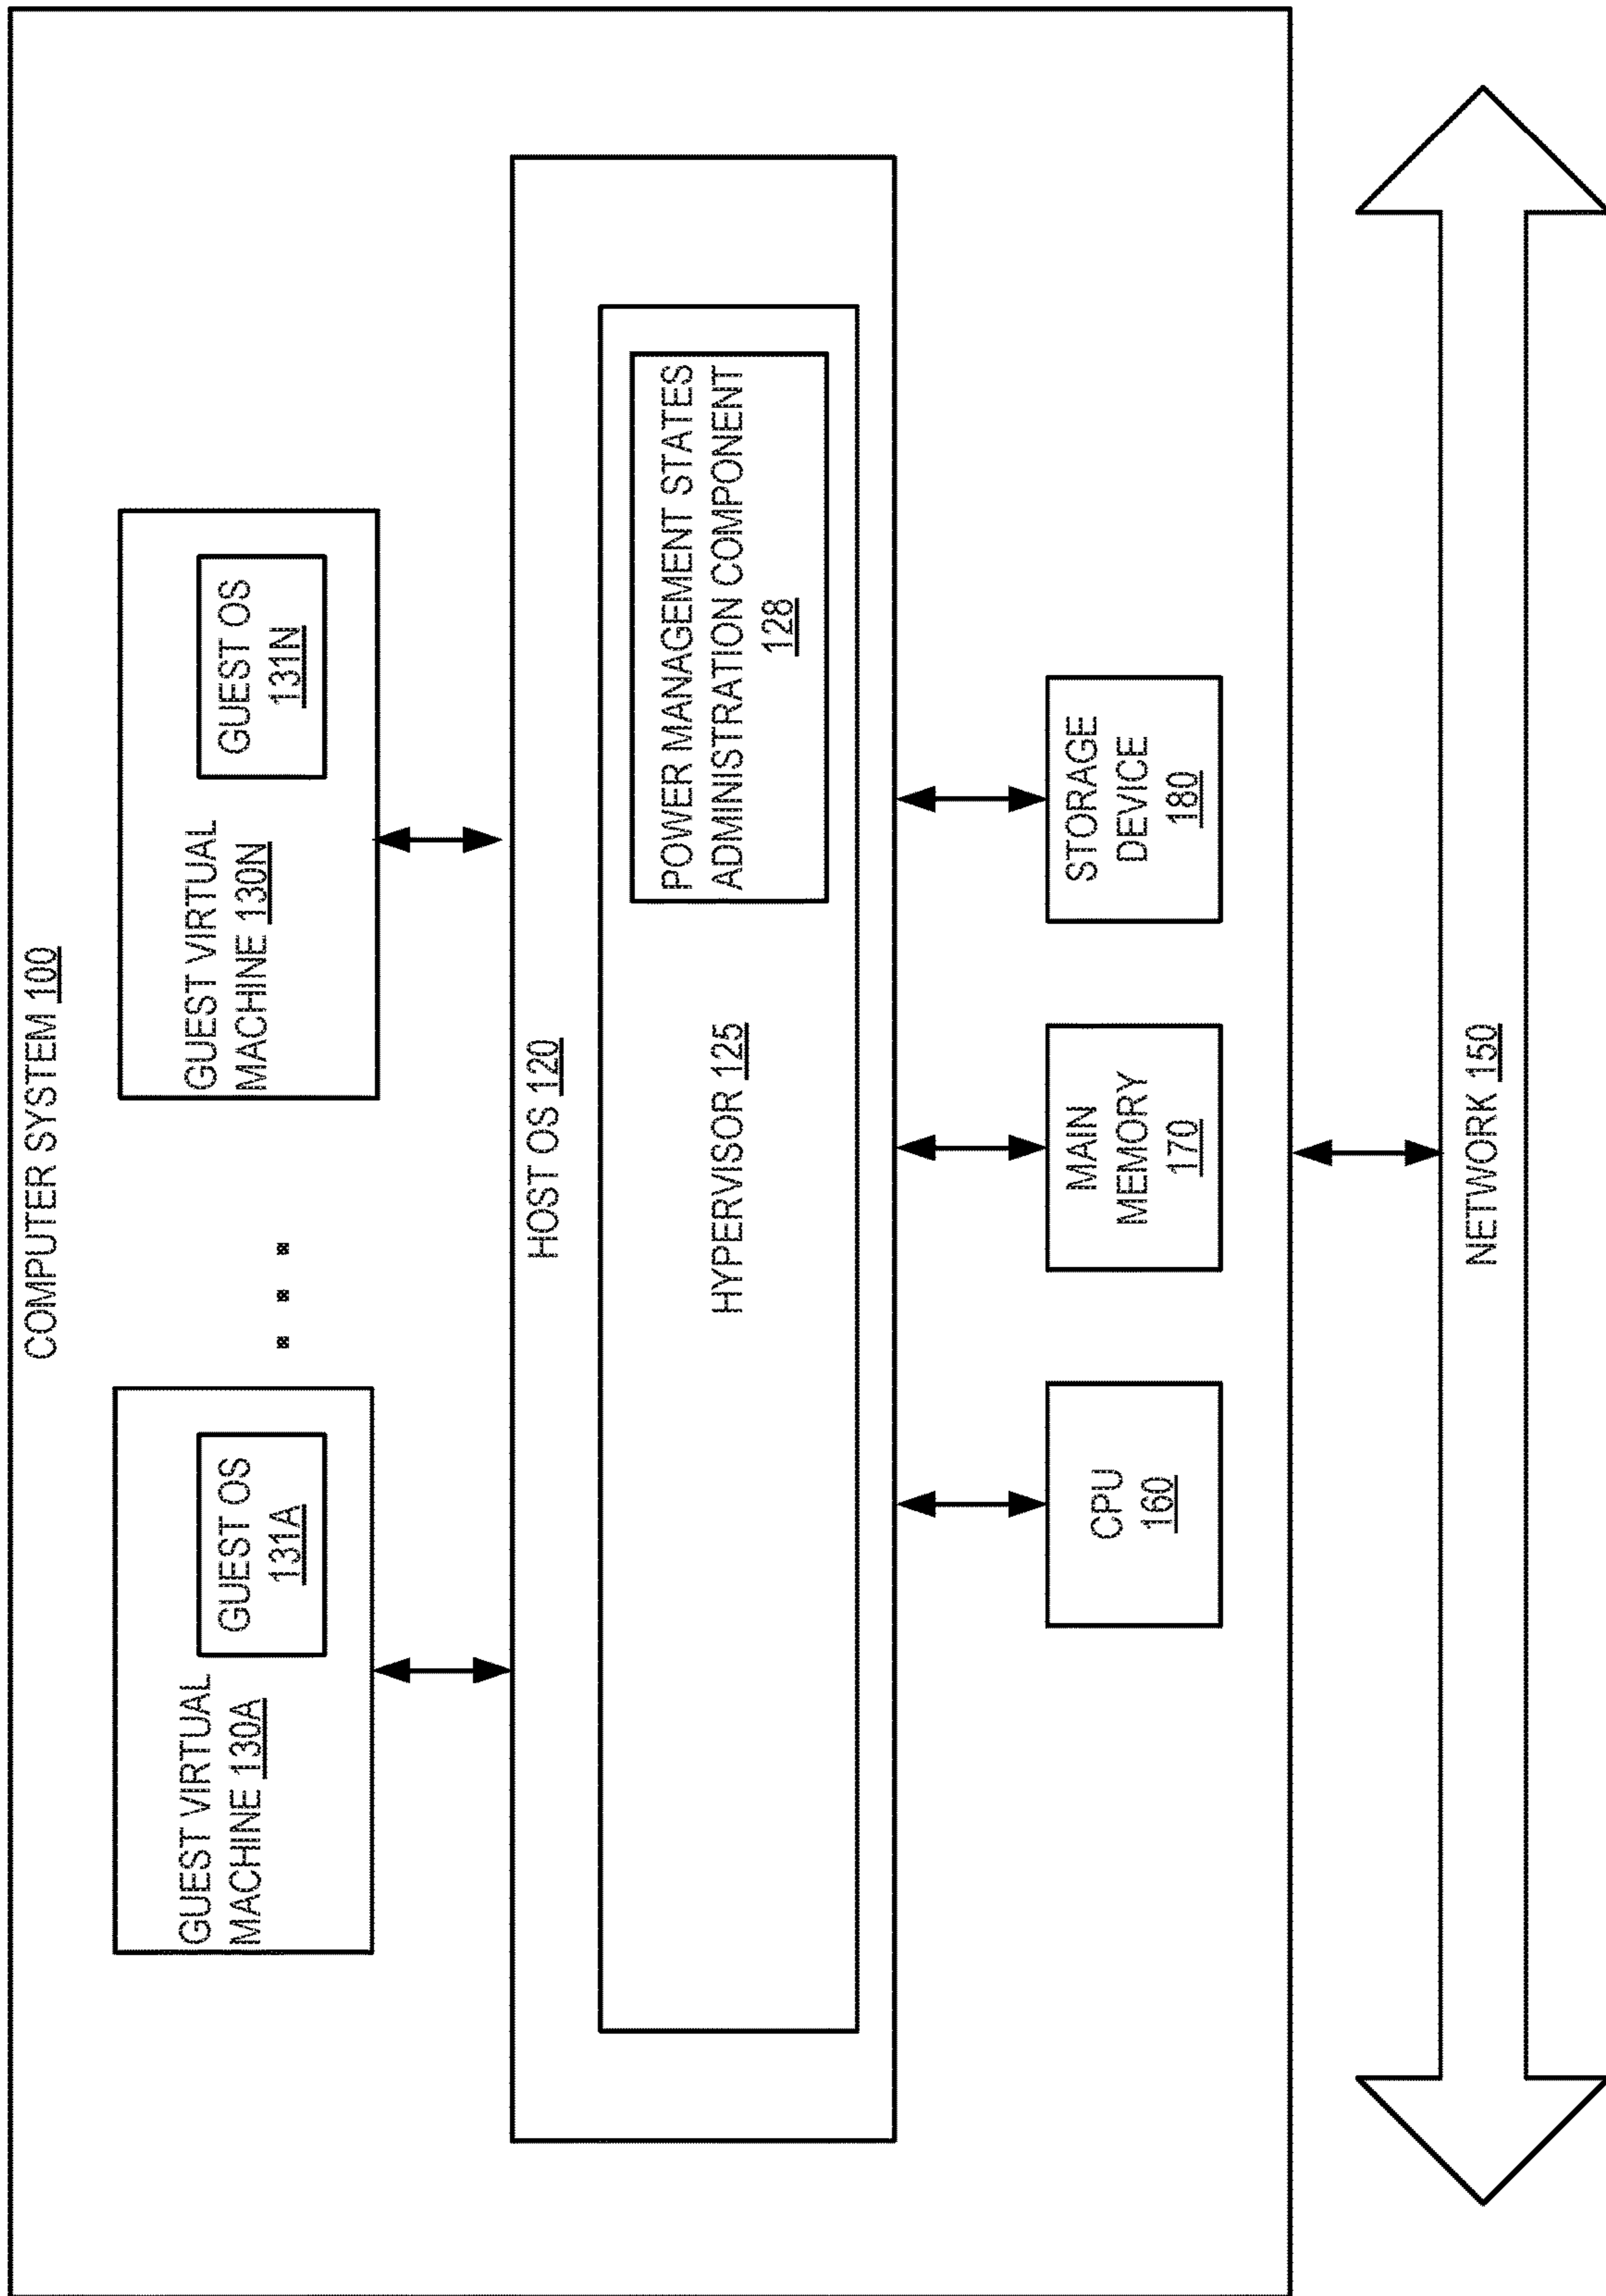 COMPUTER SYSTEM 100
GUEST VIRTUAL
MACHINE 130A
GUEST OS
131A
GUEST VIRTUAL
MACHINE 130N
GUEST OS
131N
HOST OS 120
HYPERVISOR 125
POWER MANAGEMENT STATES
ADMINISTRATION COMPONENT
128
CPU
160
MAIN
MEMORY
170
STORAGE
DEVICE
180
NETWORK 150